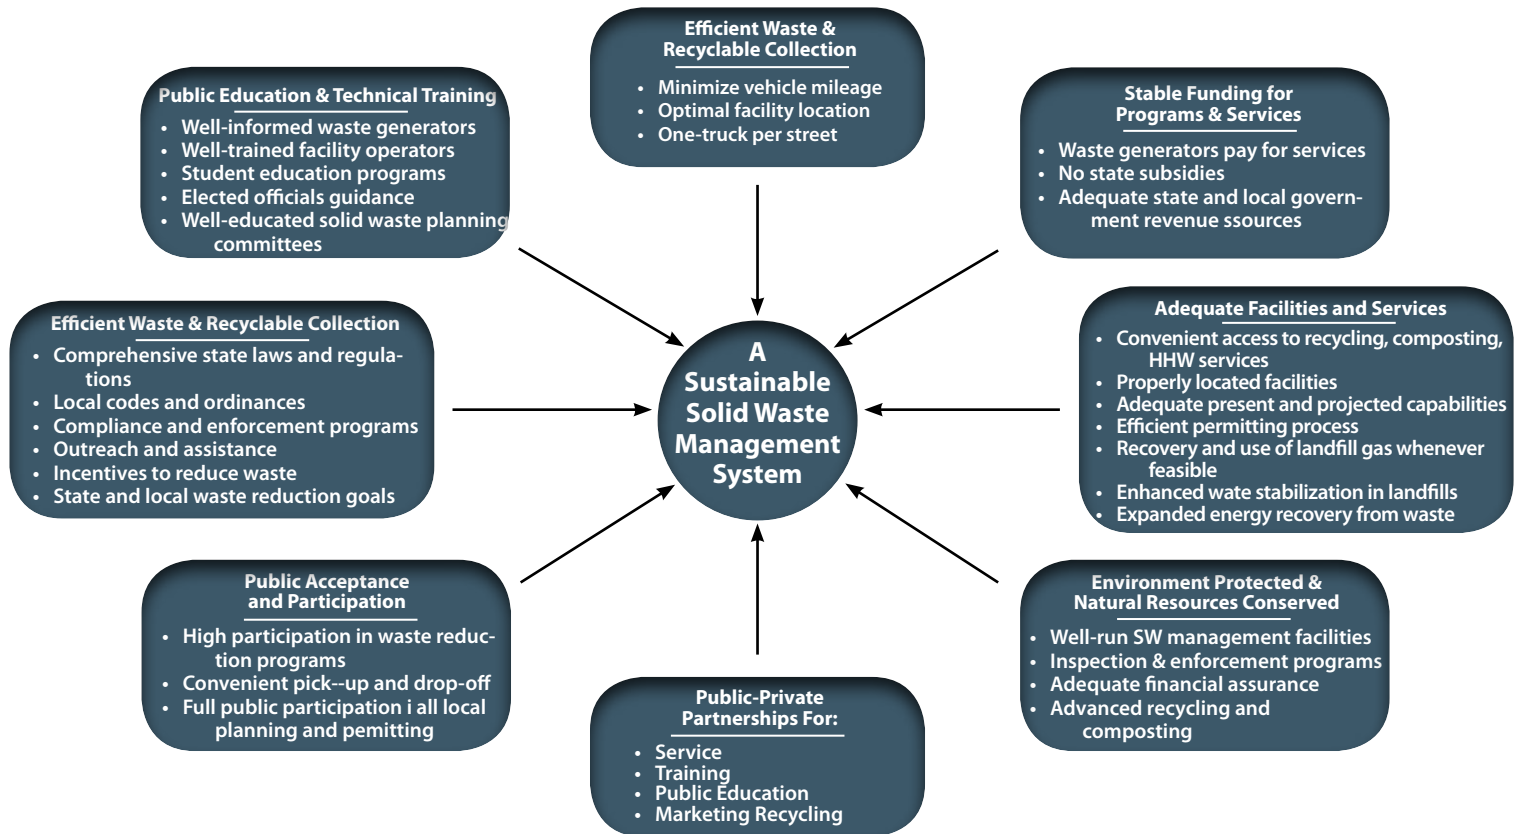 Efficient Waste &
Recyclable Collection
• Minimize vehicle mileage
• Optimal facility location
• One-truck per street
Public Education & Technical Training
• Well-informed waste generators
• Well-trained facility operators
• Student education programs
• Elected officials guidance
• Well-educated solid waste planning
committees
Stable Funding for
Programs & Services
• Waste generators pay for services
• No state subsidies
• Adequate state and local govern-
ment revenue ssources
Efficient Waste & Recyclable Collection
• Comprehensive state laws and regula-
tions
• Local codes and ordinances
• Compliance and enforcement programs
• Outreach and assistance
• Incentives to reduce waste
• State and local waste reduction goals
A
Sustainable
Solid Waste
Management
System
Adequate Facilities and Services
• Convenient access to recycling, composting,
HHW services
• Properly located facilities
• Adequate present and projected capabilities
• Efficient permitting process
• Recovery and use of landfill gas whenever
feasible
• Enhanced wate stabilization in landfills
• Expanded energy recovery from waste
Public Acceptance
and Participation
• High participation in waste reduc-
tion programs
• Convenient pick--up and drop-off
• Full public participation i all local
planning and pemitting
Public-Private
Partnerships For:
• Service
• Training
• Public Education
• Marketing Recycling
Environment Protected &
Natural Resources Conserved
• Well-run SW management facilities
• Inspection & enforcement programs
• Adequate financial assurance
• Advanced recycling and
composting